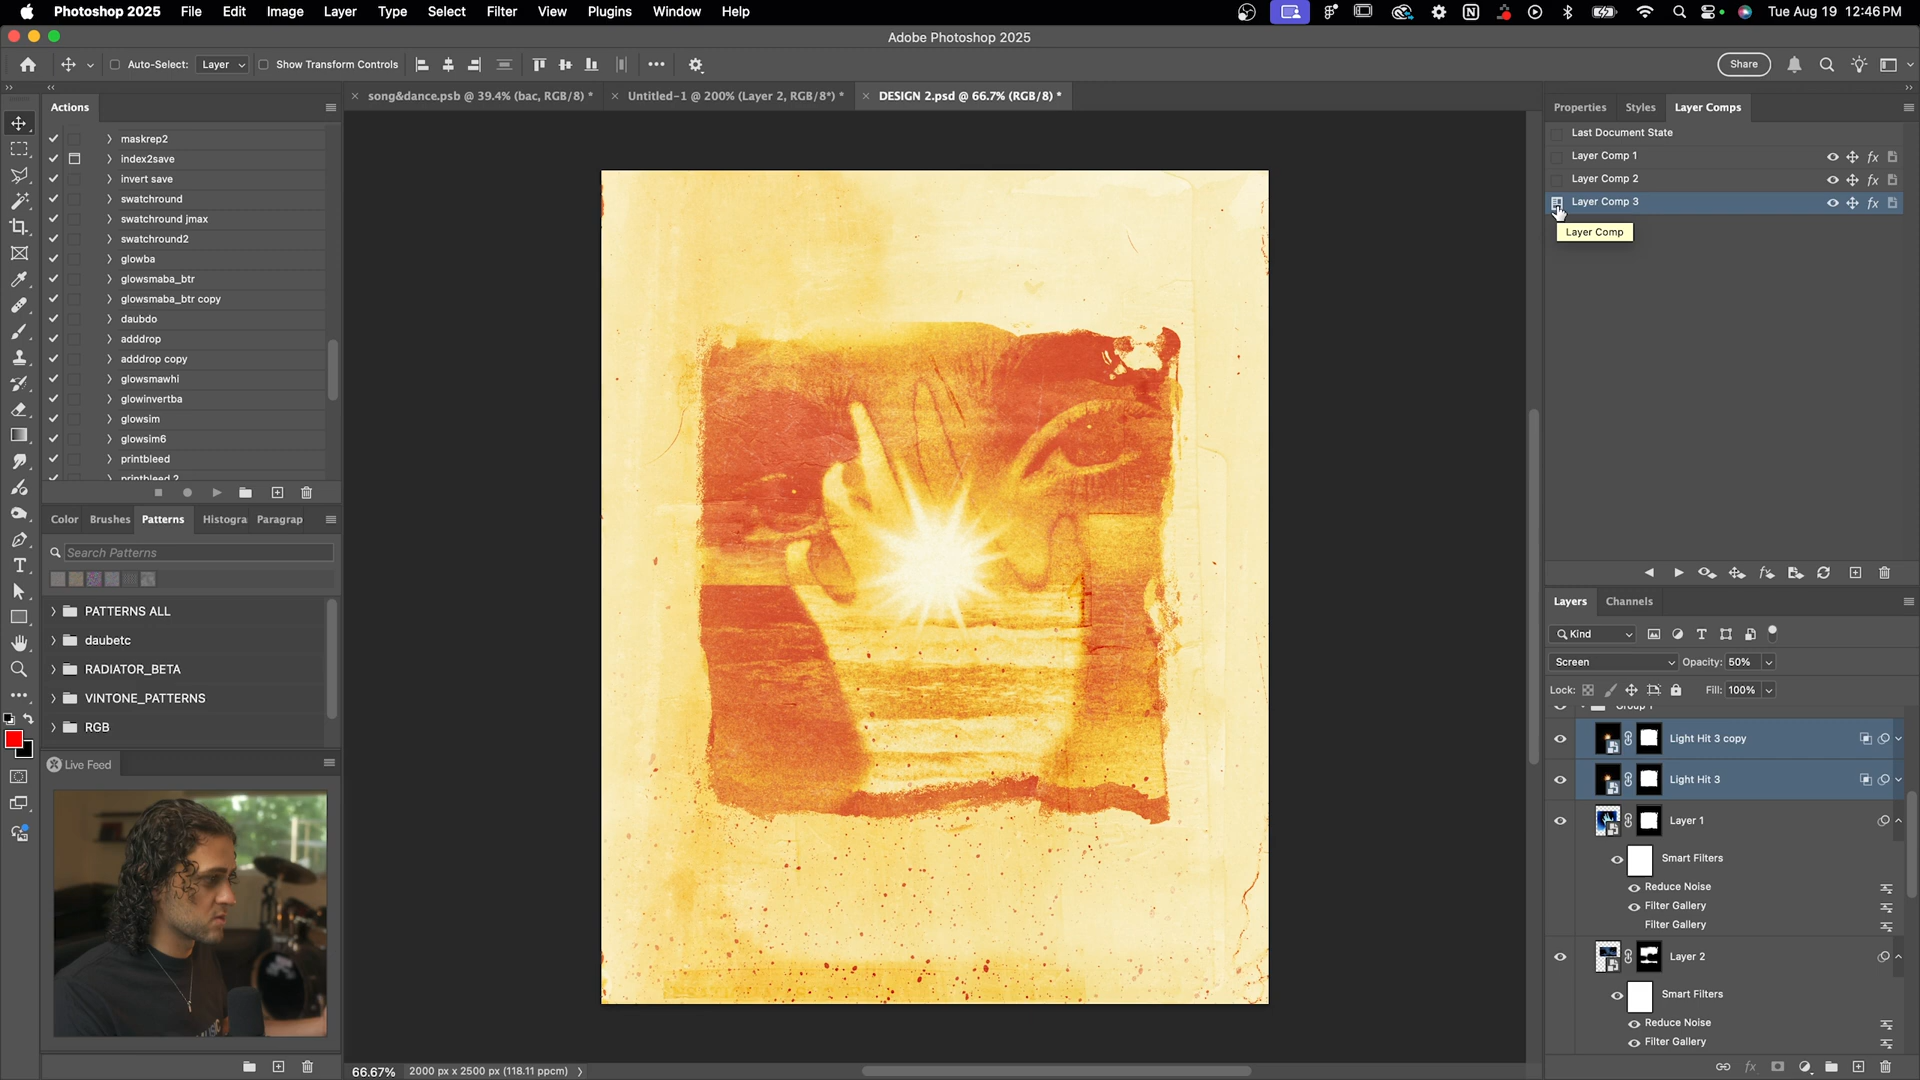 Photoshop 2025 File Edit Image Layer Type Select Filter View Plugins Window Help
Tue Aug 19 12:46 PM
Adobe Photoshop 2025
Auto-Select: Layer Show Transform Controls Share
Actions
song&dance.psb @ 39.4% (bac, RGB/8) *
Untitled-1 @ 200% (Layer 2, RGB/8*) *
DESIGN 2.psd @ 66.7% (RGB/8) *
Properties Styles Layer Comps
maskrep2
index2save
invert save
swatchround
swatchround jmax
swatchround2
glowba
glowsmaba_btr
glowsmaba_btr copy
daubdo
adddrop
adddrop copy
glowsmawhi
glowinvertba
glowsim
glowsim6
printbleed
printbleed 2
Color Brushes Patterns Histogra Paragrap
Search Patterns
PATTERNS ALL
daubetc
RADIATOR_BETA
VINTONE_PATTERNS
RGB
Live Feed
66.67% 2000 px x 2500 px (118.11 ppcm)
Last Document State
Layer Comp 1
Layer Comp 2
Layer Comp 3
Layer Comp
Layers Channels
Kind
Screen Opacity: 50%
Lock: Fill: 100%
Group 1
Light Hit 3 copy
Light Hit 3
Layer 1
Smart Filters
Reduce Noise
Filter Gallery
Filter Gallery
Layer 2
Smart Filters
Reduce Noise
Filter Gallery